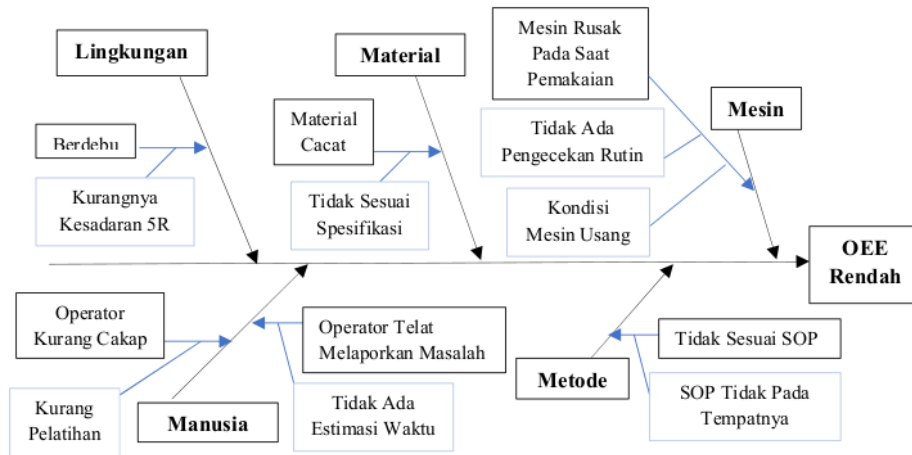 Lingkungan
Material
Mesin Rusak
Pada Saat
Pemakaian
Mesin
Berdebu
Material
Cacat
Tidak Ada
Pengecekan Rutin
Kurangnya
Kesadaran 5R
Tidak Sesuai
Spesifikasi
Kondisi
Mesin Usang
OEE
Rendah
Operator
Kurang Cakap
Operator Telat
Melaporkan Masalah
Tidak Sesuai SOP
Kurang
Pelatihan
Manusia
Tidak Ada
Estimasi Waktu
Metode
SOP Tidak Pada
Tempatnya